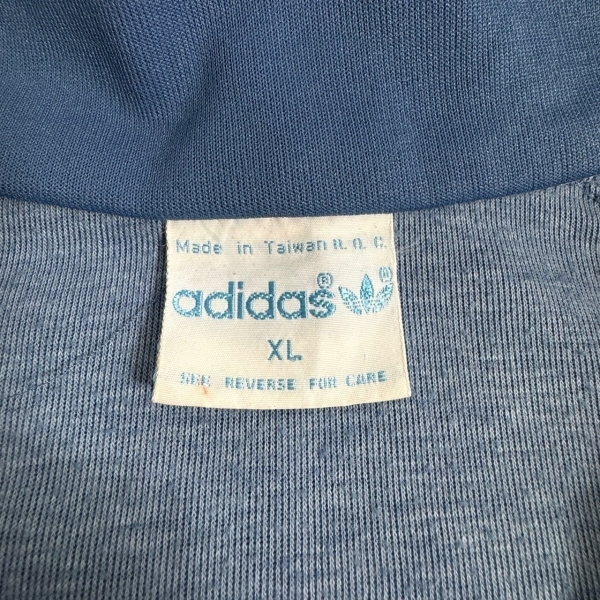 Made in Taiwan R. O. C.
adidas® ®
XL
SEE REVERSE FOR CARE